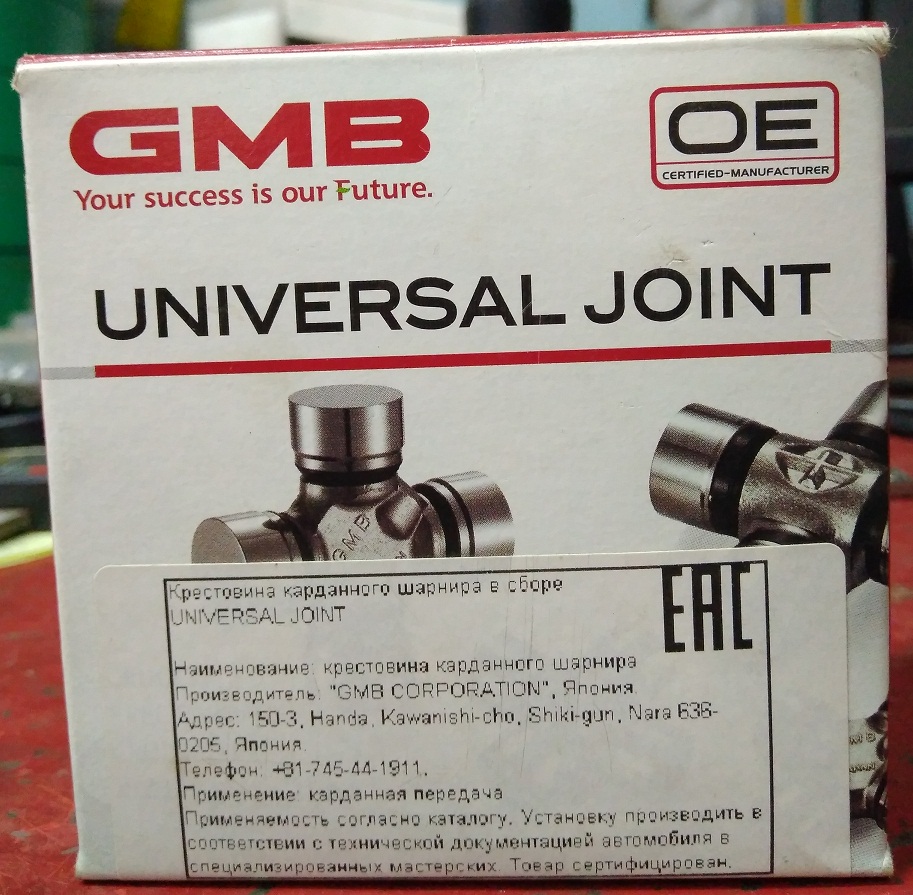 GMB
Your success is our Future.
OE
CERTIFIED-MANUFACTURER
UNIVERSAL JOINT
GMB
Крестовина карданного шарнира в сборе
UNIVERSAL JOINT
EAC
Наименование: крестовина карданного шарнира
Производитель: "GMB CORPORATION", Япония.
Адрес: 150-3, Handa, Kawanishi-cho, Shiki-gun, Nara 636-
0205, Япония.
Телефон: +81-745-44-1911.
Применение: карданная передача
Применяемость согласно каталогу. Установку производить в
соответствии с технической документацией автомобиля в
специализированных мастерских. Товар сертифицирован.